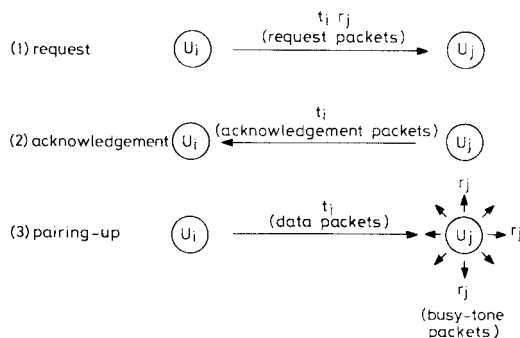 t_i r_j
(1) request U_i (request packets) U_j
t_i
(2) acknowledgement U_i (acknowledgement packets) U_j
r_j
t_i
(3) pairing-up U_i (data packets) U_j r_j
r_j
(busy-tone
packets)